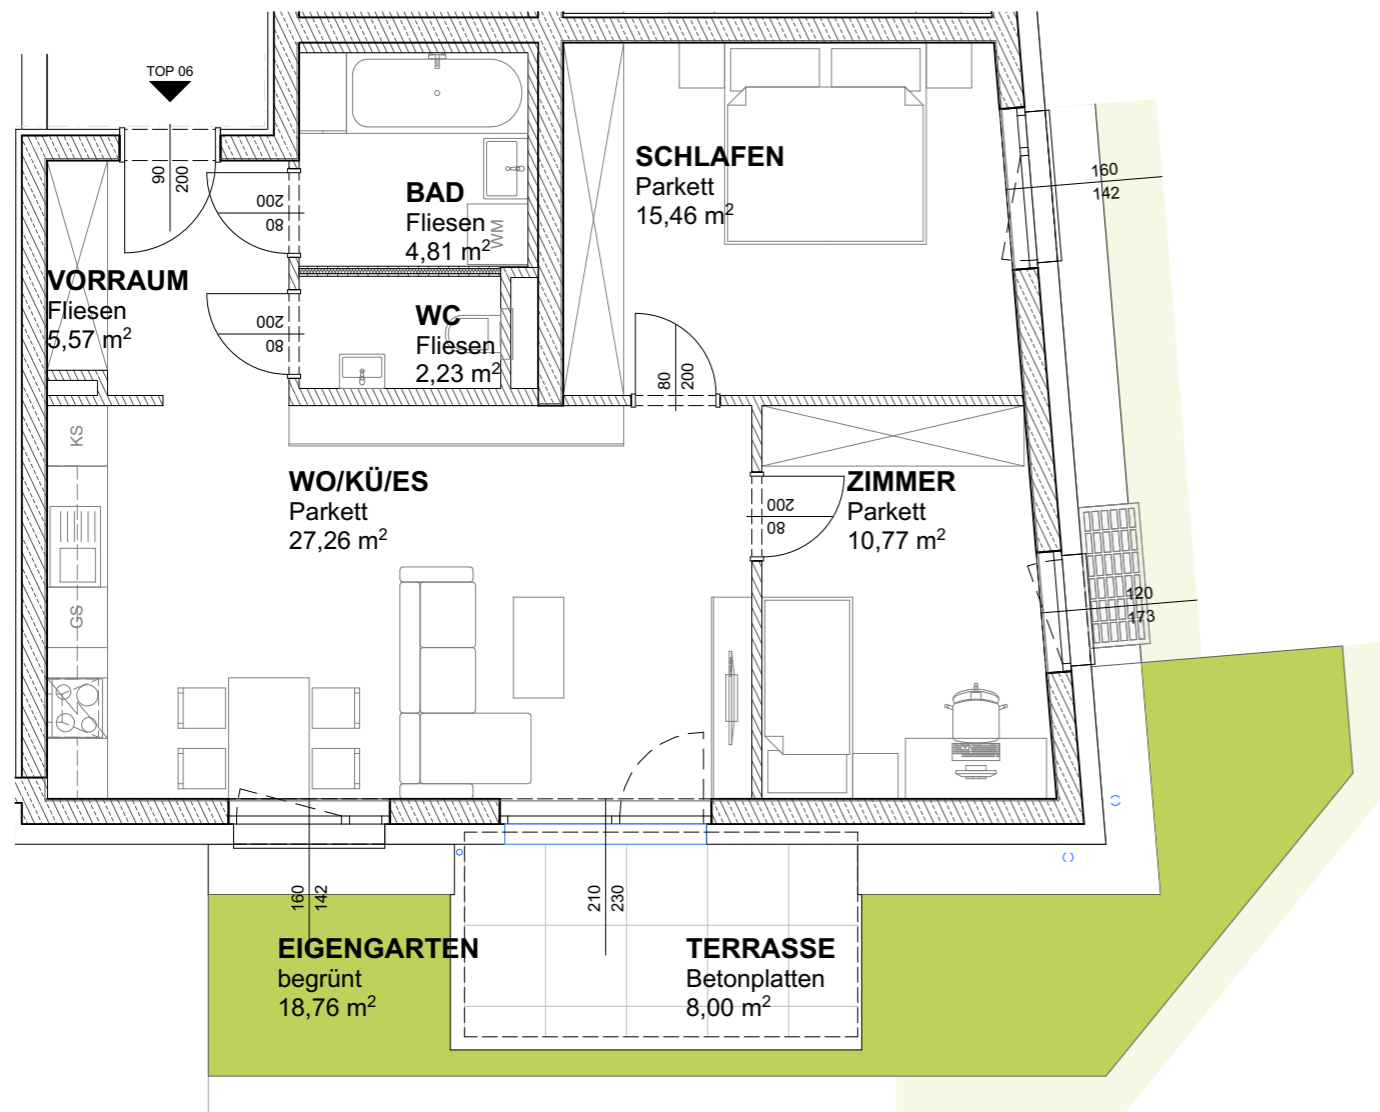 TOP 06
90
200
200
80
BAD
Fliesen
4,81 m²
WM
SCHLAFEN
Parkett
15,46 m²
160
142
VORRAUM
Fliesen
5,57 m²
200
80
WC
Fliesen
2,23 m²
80
200
KS
WO/KÜ/ES
Parkett
27,26 m²
200
80
ZIMMER
Parkett
10,77 m²
GS
120
173
160
142
210
230
EIGENGARTEN
begrünt
18,76 m²
TERRASSE
Betonplatten
8,00 m²